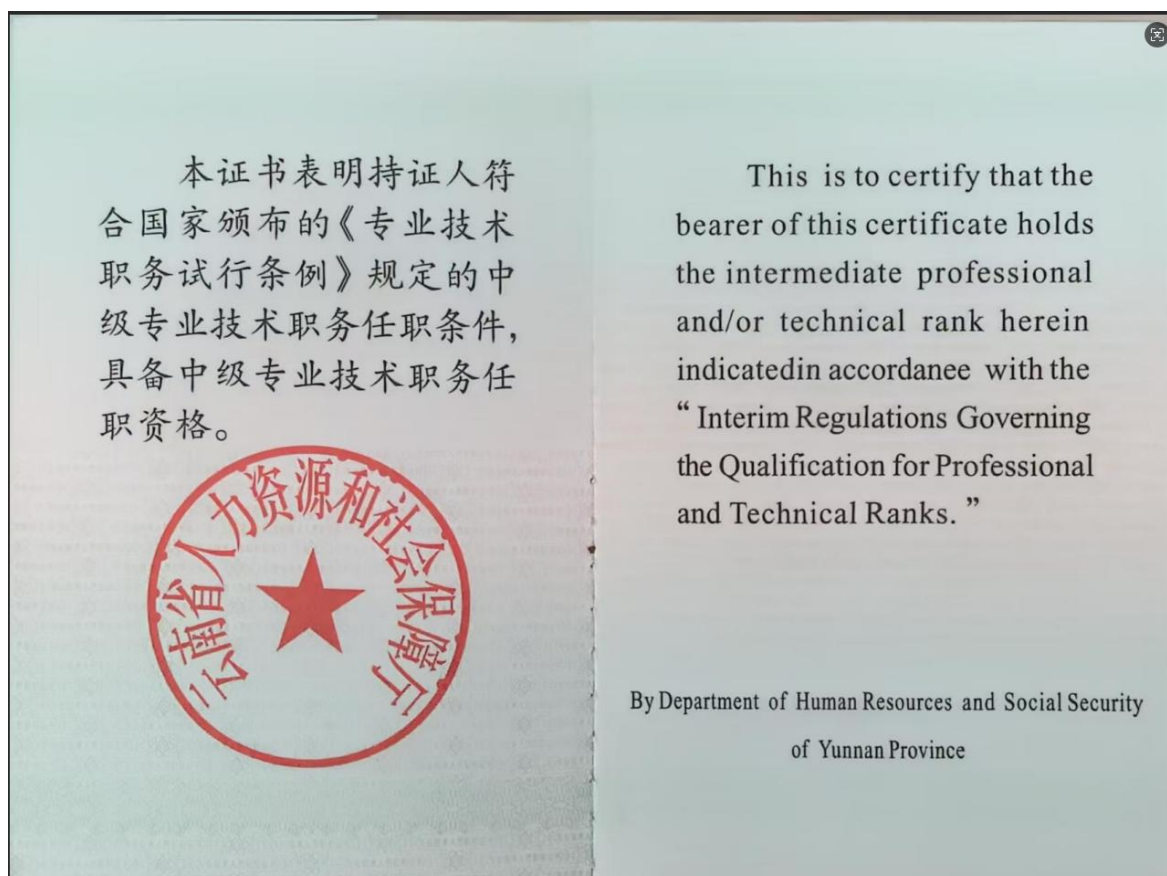 本证书表明持证人符
合国家颁布的《专业技术
职务试行条例》规定的中
级专业技术职务任职条件，
具备中级专业技术职务任
职资格。
云南省人力资源和社会保障厅
This is to certify that the
bearer of this certificate holds
the intermediate professional
and/or technical rank herein
indicatedin accordanee with the
“ Interim Regulations Governing
the Qualification for Professional
and Technical Ranks. ”
By Department of Human Resources and Social Security
of Yunnan Province